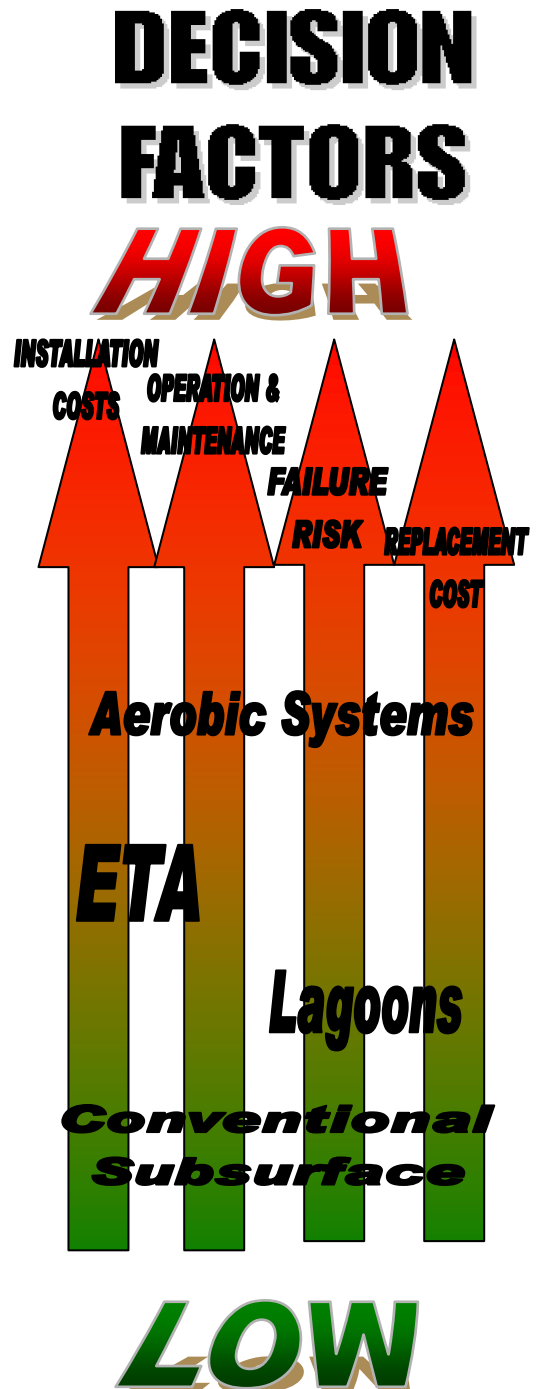 DECISION
FACTORS
HIGH
INSTALLATION
COSTS
OPERATION &
MAINTENANCE
FAILURE
RISK
REPLACEMENT
COST
Aerobic Systems
ETA
Lagoons
Conventional
Subsurface
LOW